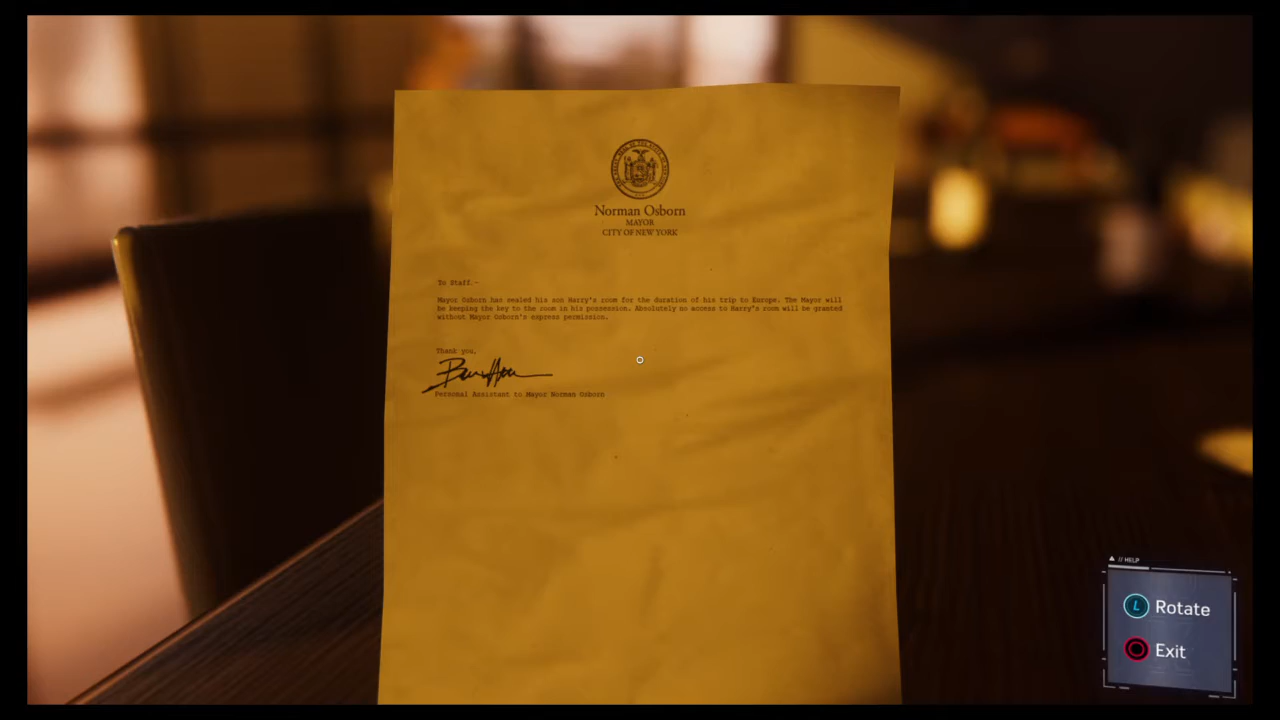 Norman Osborn
MAYOR
CITY OF NEW YORK
To Staff.-
Mayor Osborn has sealed his son Harry's room for the duration of his trip to Europe. The Mayor will
be keeping the key to the room in his possession. Absolutely no access to Harry's room will be granted
without Mayor Osborn's express permission.
Thank you,
Personal Assistant to Mayor Norman Osborn
// HELP
L Rotate
Exit